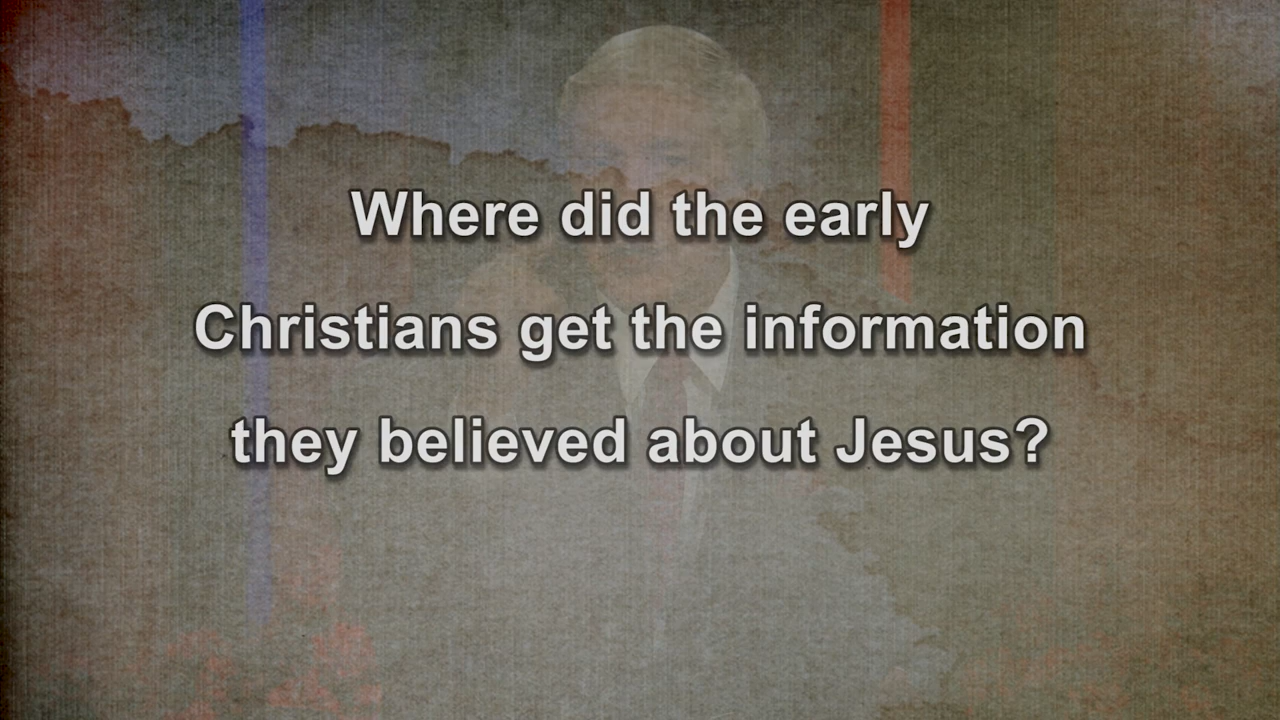 Where did the early
Christians get the information
they believed about Jesus?